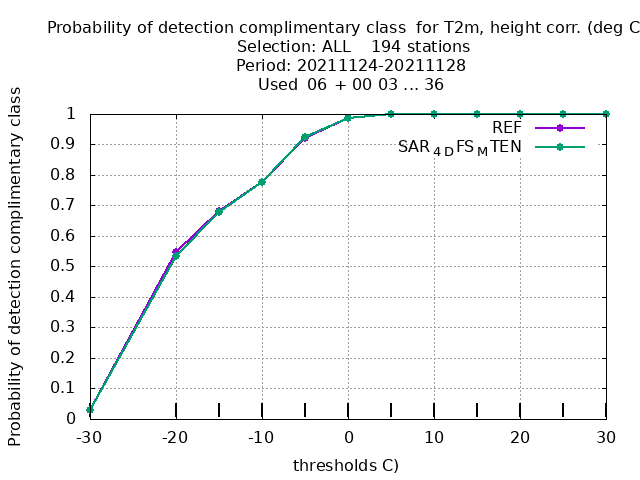 Probability of detection complimentary class  for T2m, height corr. (deg C
Selection: ALL    194 stations
Period: 20211124-20211128
Used  06 + 00 03 ... 36
Probability of detection complimentary class
1
0.9
0.8
0.7
0.6
0.5
0.4
0.3
0.2
0.1
0
REF
SAR4DFSMTEN
-30
-20
-10
0
10
20
30
thresholds C)